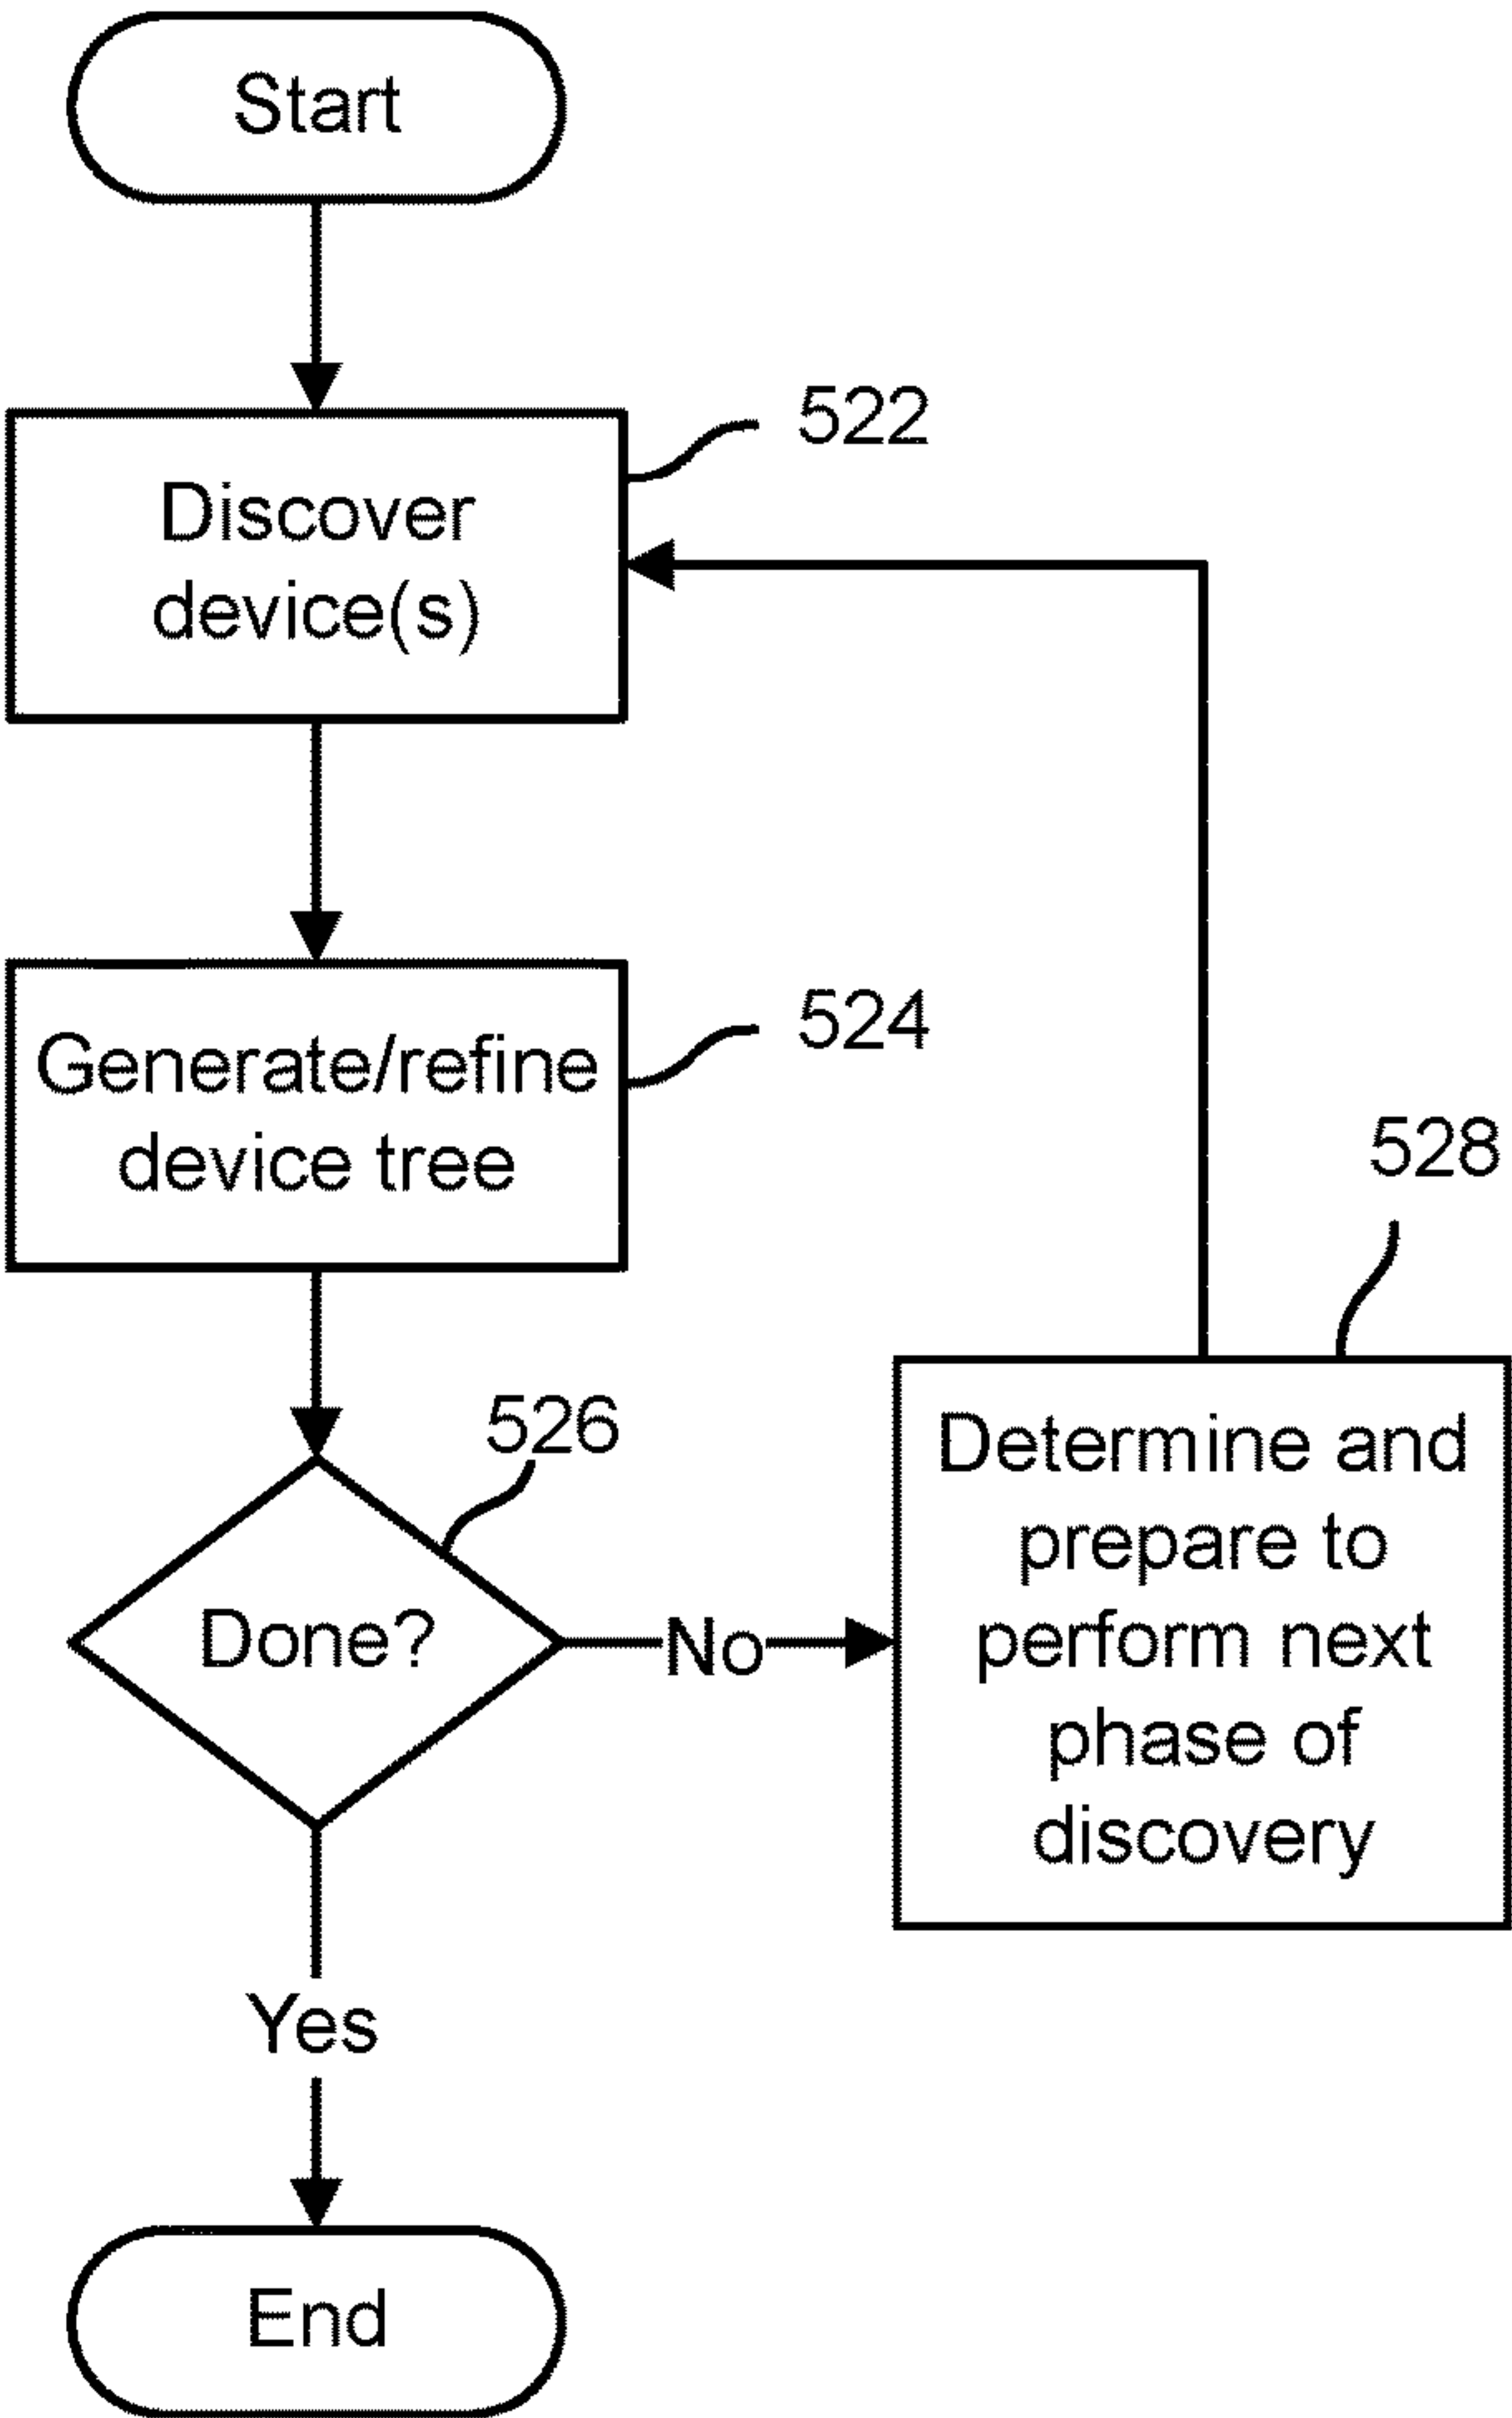 Start
522
Discover
device(s)
524
Generate/refine
device tree
526
Done?
No
528
Determine and
prepare to
perform next
phase of
discovery
Yes
End